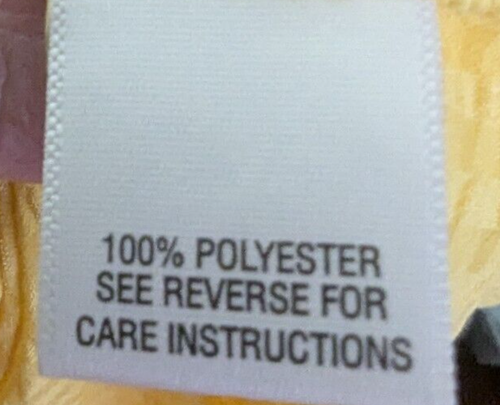 100% POLYESTER
SEE REVERSE FOR
CARE INSTRUCTIONS